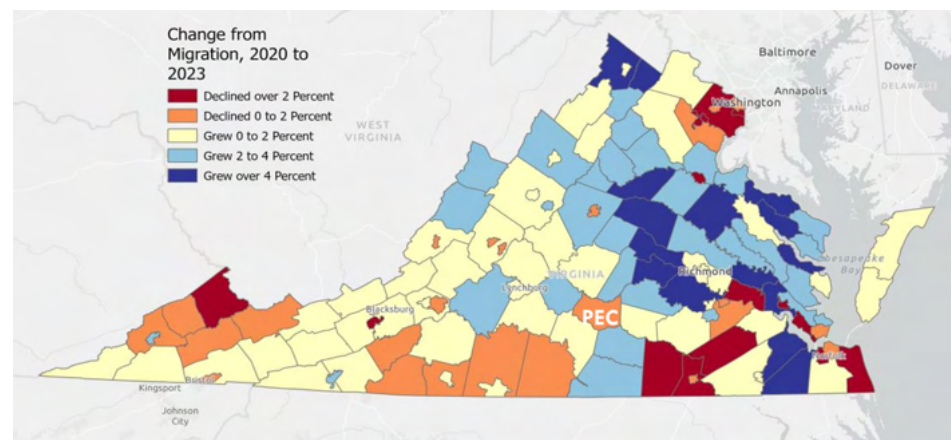 Change from
Migration, 2020 to
2023
Declined over 2 Percent
Declined 0 to 2 Percent
Grew 0 to 2 Percent
Grew 2 to 4 Percent
Grew over 4 Percent
Baltimore
Dover
Annapolis
DELAWARE
Washington
MARYLAND
WEST
VIRGINIA
Chesapeake
Bay
VIRGINIA
Richmond
Lynchburg
Blacksburg
PEC
Norfolk
Bristol
Kingsport
Johnson
City